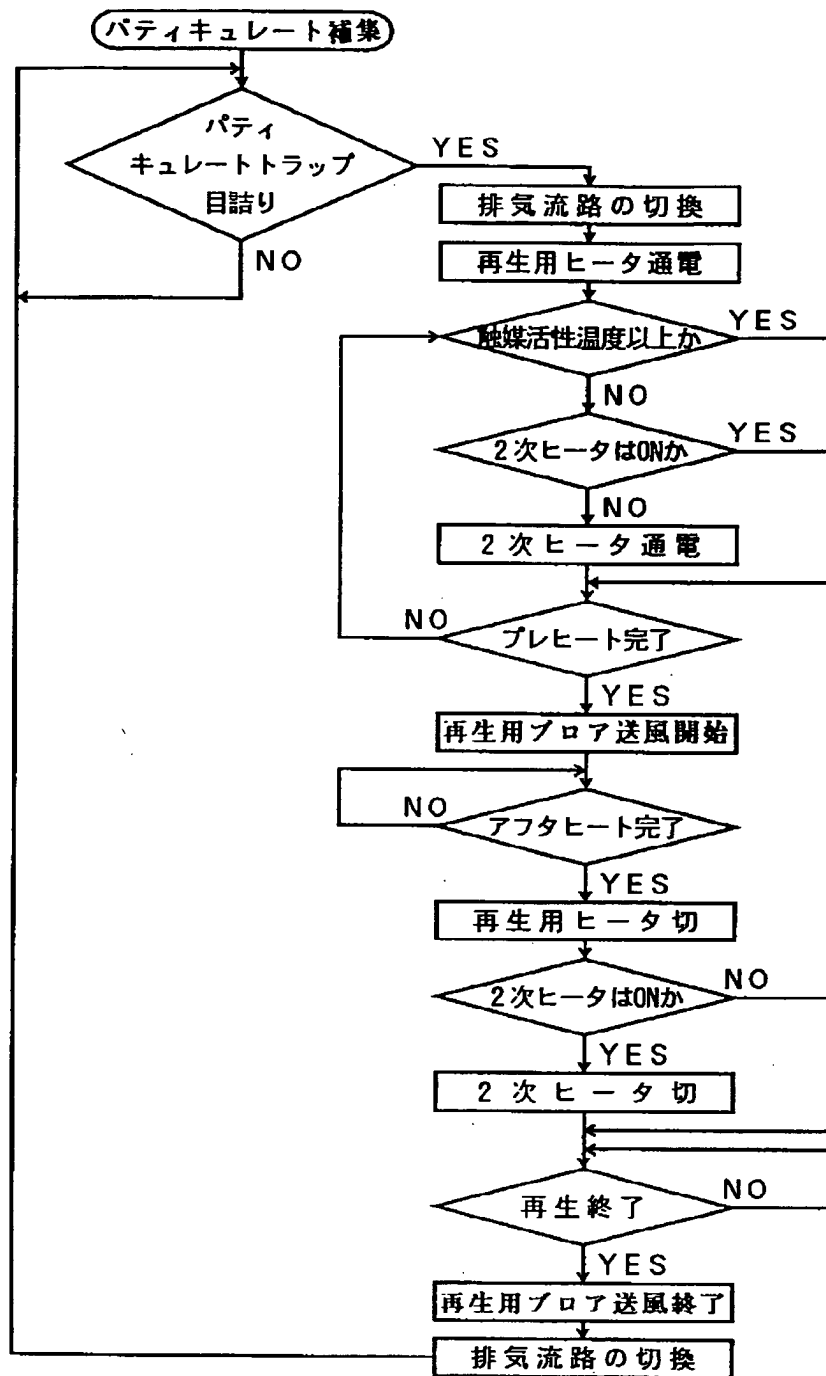 パティキュレート補集
パティ
キュレートトラップ
目詰り
YES
NO
排気流路の切換
再生用ヒータ通電
触媒活性温度以上か
YES
NO
2次ヒータはONか
YES
NO
2次ヒータ通電
プレヒート完了
NO
YES
再生用ブロア送風開始
アフタヒート完了
NO
YES
再生用ヒータ切
2次ヒータはONか
NO
YES
2次ヒータ切
再生終了
NO
YES
再生用ブロア送風終了
排気流路の切換